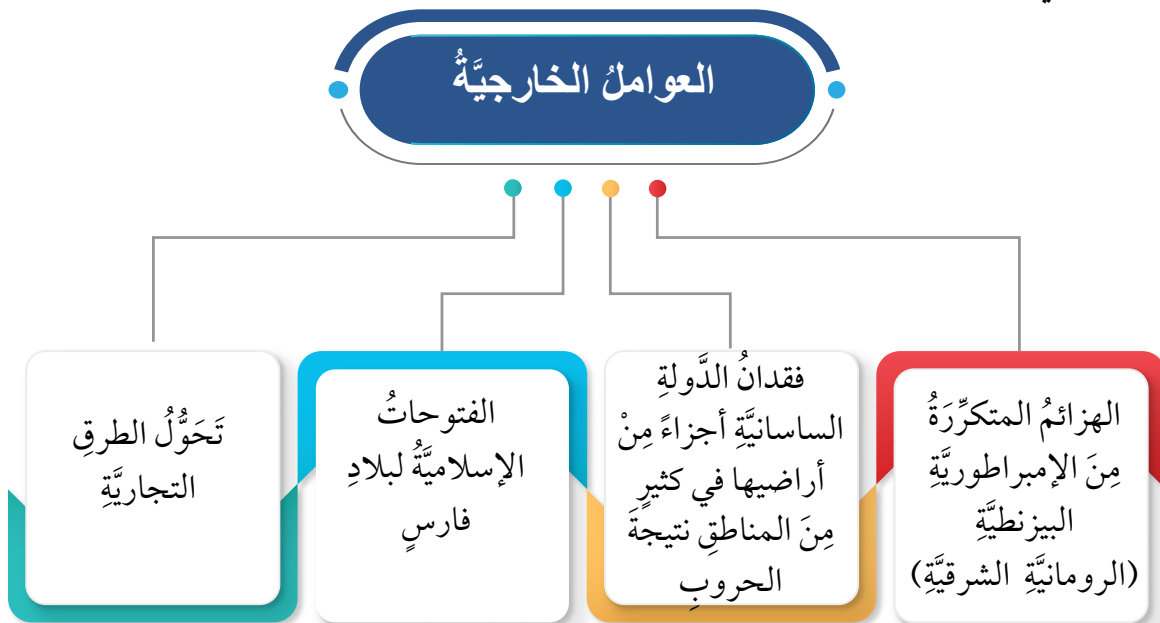 العواملُ الخارجيَّةُ
الهزائمُ المتكرِّرَةُ
مِنَ الإمبراطوريَّةِ
البيزنطيَّةِ
(الرومانيَّةِ الشرقيَّةِ)
فقدانُ الدَّولةِ
الساسانيَّةِ أجزاءً مِنْ
أراضيها في كثيرٍ
مِنَ المناطقِ نتيجةَ
الحروبِ
الفتوحاتُ
الإسلاميَّةُ لبلادِ
فارسٍ
تَحَوُّلُ الطرقِ
التجاريَّةِ